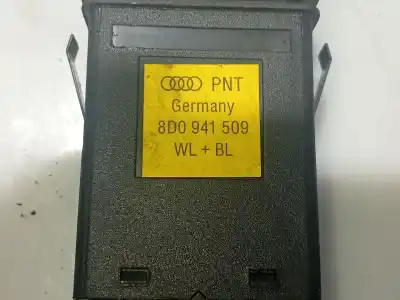 PNT
Germany
8D0 941 509
WL + BL